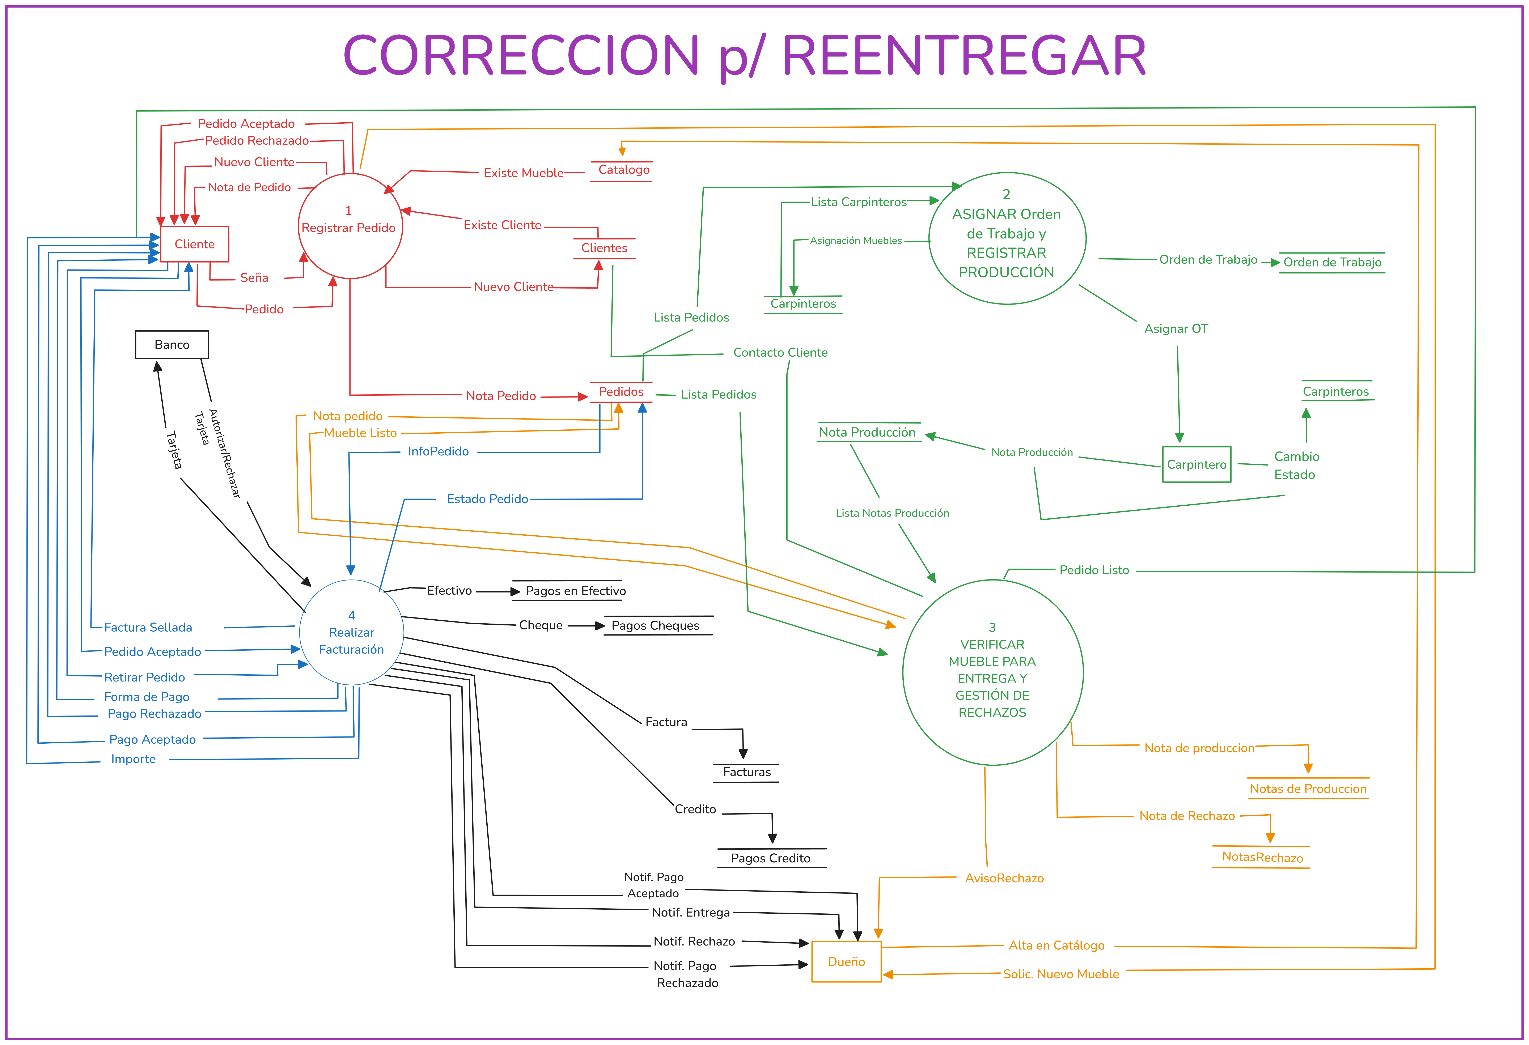 CORRECCION p/ REENTREGAR
Pedido Aceptado
Pedido Rechazado
Nuevo Cliente
Nota de Pedido
Cliente
Seña
Pedido
1
Registrar Pedido
Existe Mueble
Catalogo
Existe Cliente
Clientes
Nuevo Cliente
Nota Pedido
Pedidos
Lista Pedidos
Lista Pedidos
Contacto Cliente
Lista Carpinteros
Asignación Muebles
Carpinteros
2
ASIGNAR Orden
de Trabajo y
REGISTRAR
PRODUCCIÓN
Orden de Trabajo
Orden de Trabajo
Asignar OT
Carpinteros
Carpintero
Cambio
Estado
Nota Producción
Nota Producción
Lista Notas Producción
Banco
Tarjeta
Autorizar/Rechazar
Tarjeta
Nota pedido
Mueble Listo
InfoPedido
Estado Pedido
4
Realizar
Facturación
Efectivo
Pagos en Efectivo
Cheque
Pagos Cheques
Factura Sellada
Pedido Aceptado
Retirar Pedido
Forma de Pago
Pago Rechazado
Pago Aceptado
Importe
Factura
Facturas
Credito
Pagos Credito
Pedido Listo
3
VERIFICAR
MUEBLE PARA
ENTREGA Y
GESTIÓN DE
RECHAZOS
Nota de produccion
Notas de Produccion
Nota de Rechazo
NotasRechazo
AvisoRechazo
Notif. Pago
Aceptado
Notif. Entrega
Notif. Rechazo
Notif. Pago
Rechazado
Dueño
Alta en Catálogo
Solic. Nuevo Mueble